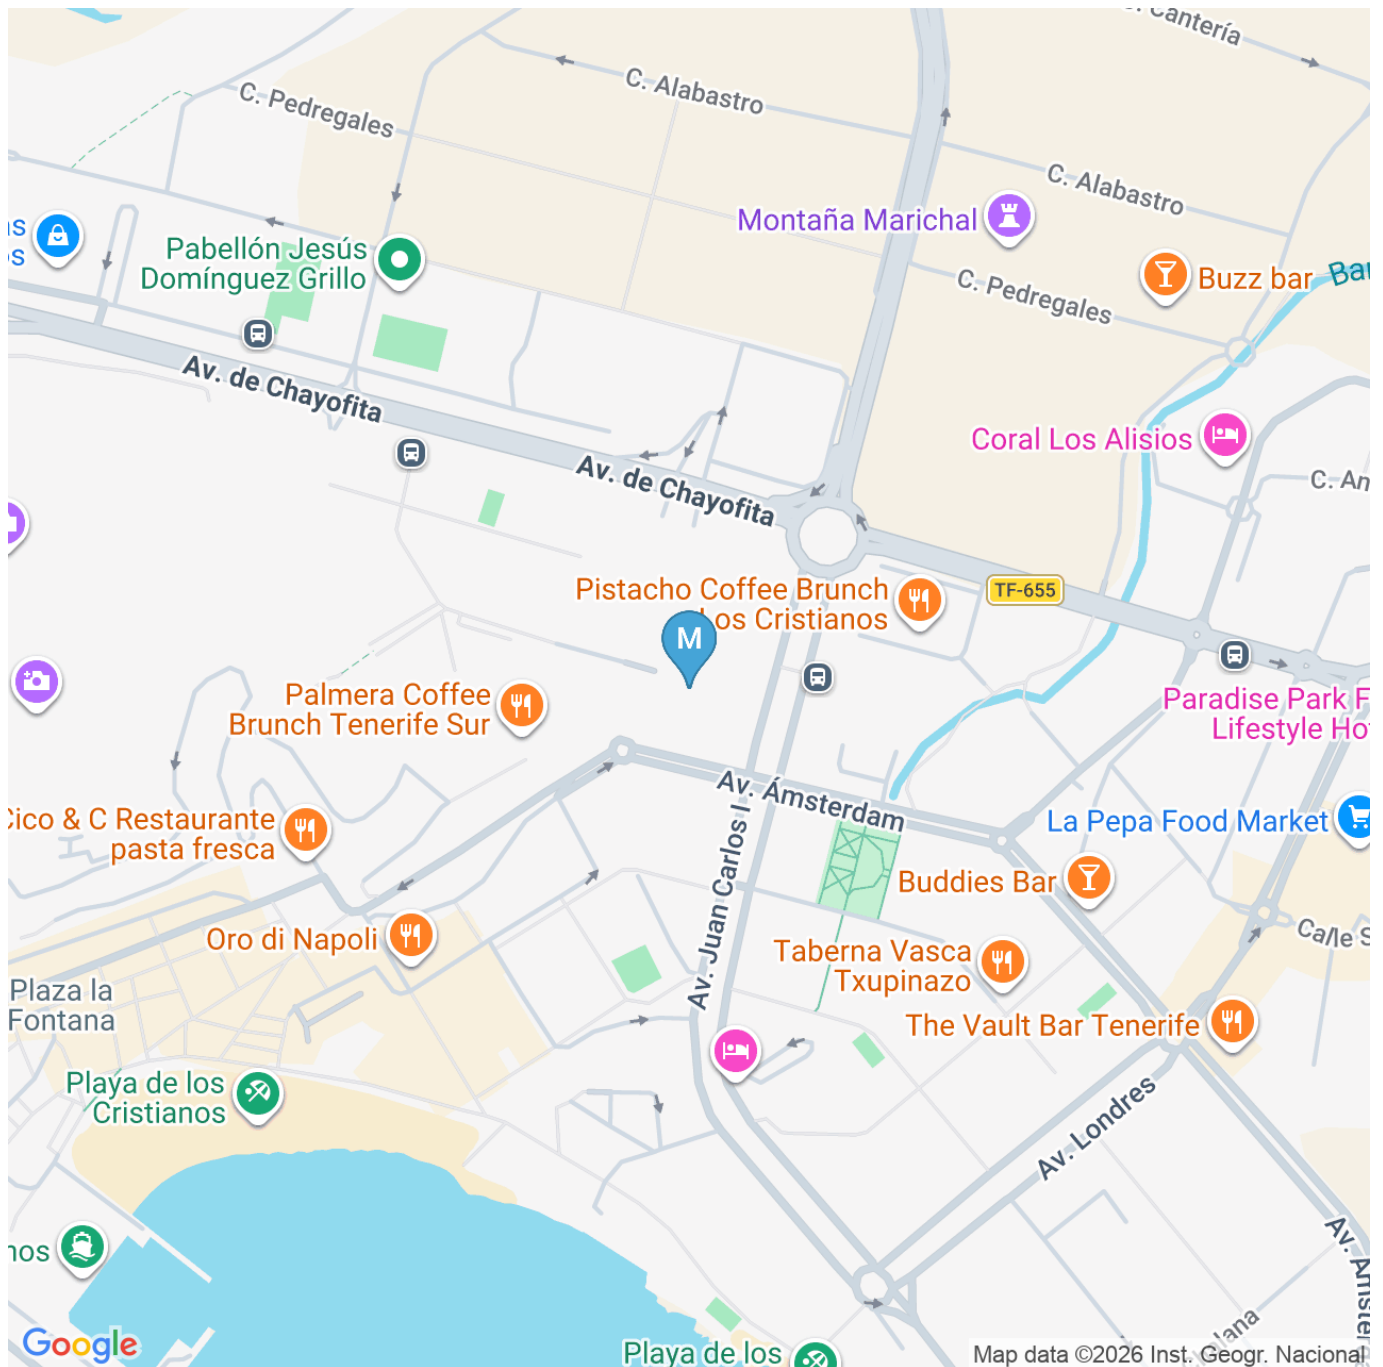 C. Cantería
C. Alabastro
C. Pedregales
C. Alabastro
Montaña Marichal
Pabellón Jesús
Domínguez Grillo
Buzz bar
C. Pedregales
Av. de Chayofita
Coral Los Alisios
Av. de Chayofita
Pistacho Coffee Brunch
Los Cristianos
TF-655
M
Palmera Coffee
Brunch Tenerife Sur
Paradise Park F
Lifestyle Ho
Av. Ámsterdam
Cico & C Restaurante
pasta fresca
La Pepa Food Market
Av. Juan Carlos I
Buddies Bar
Oro di Napoli
Calle S
Taberna Vasca
Txupinazo
Plaza la
Fontana
The Vault Bar Tenerife
Playa de los
Cristianos
Av. Londres
nos
Av. Ámster
Google
Playa de los
Map data ©2026 Inst. Geogr. Nacional